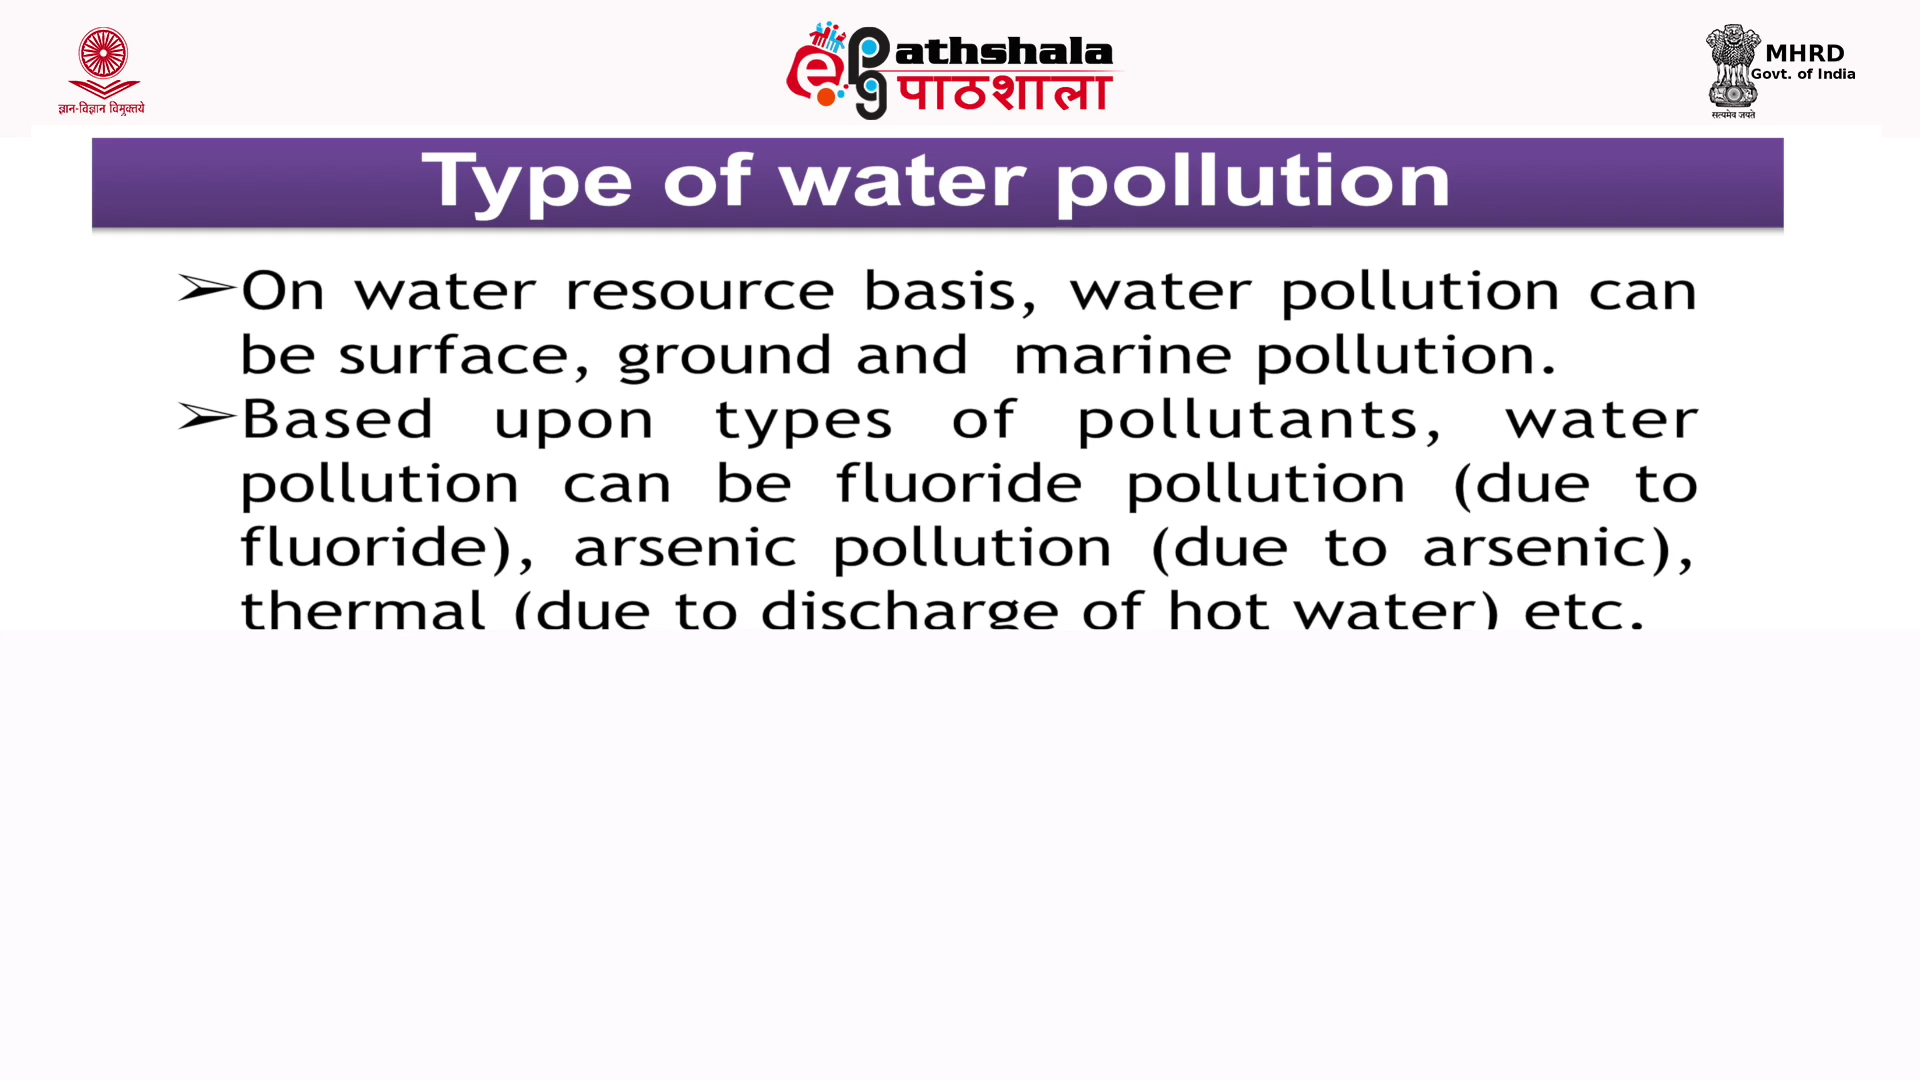 ज्ञान-विज्ञान विमुक्तये
e Pathshala
पाठशाला
MHRD
Govt. of India
सत्यमेव जयते
Type of water pollution
➢On water resource basis, water pollution can
be surface, ground and marine pollution.
➢Based upon types of pollutants, water
pollution can be fluoride pollution (due to
fluoride), arsenic pollution (due to arsenic),
thermal (due to discharge of hot water) etc.